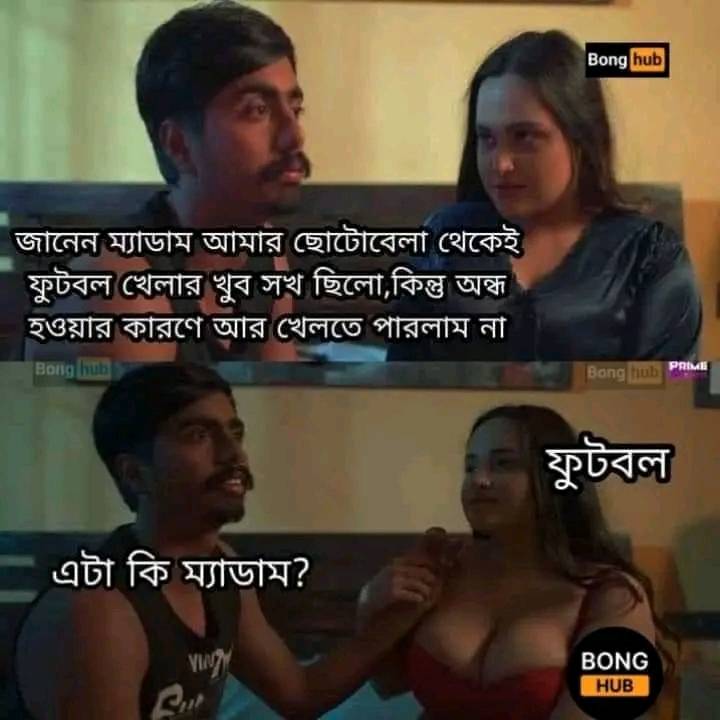 Bong hub
জানেন ম্যাডাম আমার ছোটোবেলা থেকেই
ফুটবল খেলার খুব সখ ছিলো,কিন্তু অন্ধ
হওয়ার কারণে আর খেলতে পারলাম না
Bong hub
Bong hub
PRIME
ফুটবল
এটা কি ম্যাডাম?
BONG
HUB